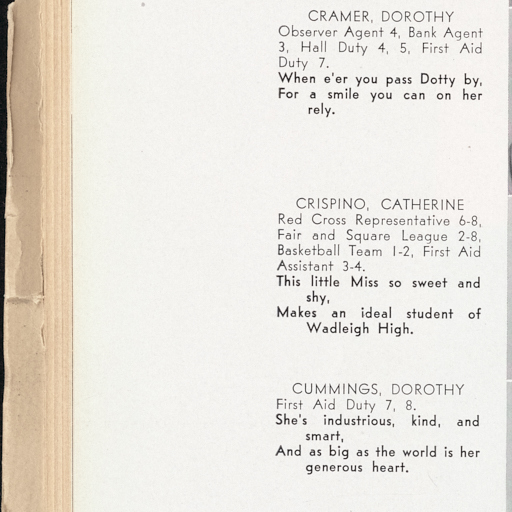 CRAMER, DOROTHY
Observer Agent 4, Bank Agent
3, Hall Duty 4, 5, First Aid
Duty 7.
When e'er you pass Dotty by,
For a smile you can on her
rely.
CRISPINO, CATHERINE
Red Cross Representative 6-8,
Fair and Square League 2-8,
Basketball Team 1-2, First Aid
Assistant 3-4.
This little Miss so sweet and
shy,
Makes an ideal student of
Wadleigh High.
CUMMINGS, DOROTHY
First Aid Duty 7, 8.
She's industrious, kind, and
smart,
And as big as the world is her
generous heart.